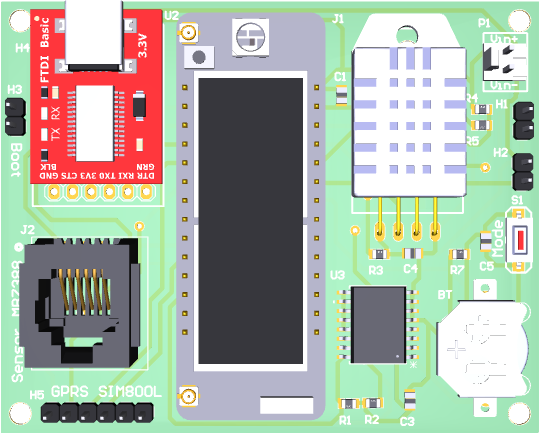 U2
J1
P1
Vin+
Vin-
H4
FTDI Basic
3.3V
H3
Boot
TX RX
BLK
GRN
DTR RXI TX0 3V3 CTS GND
C1
R4
R5
H1
H2
S1
Mode
J2
R3
C4
R7
C5
U3
BT
Sensor
H5
GPRS SIM800L
R1
R2
C3